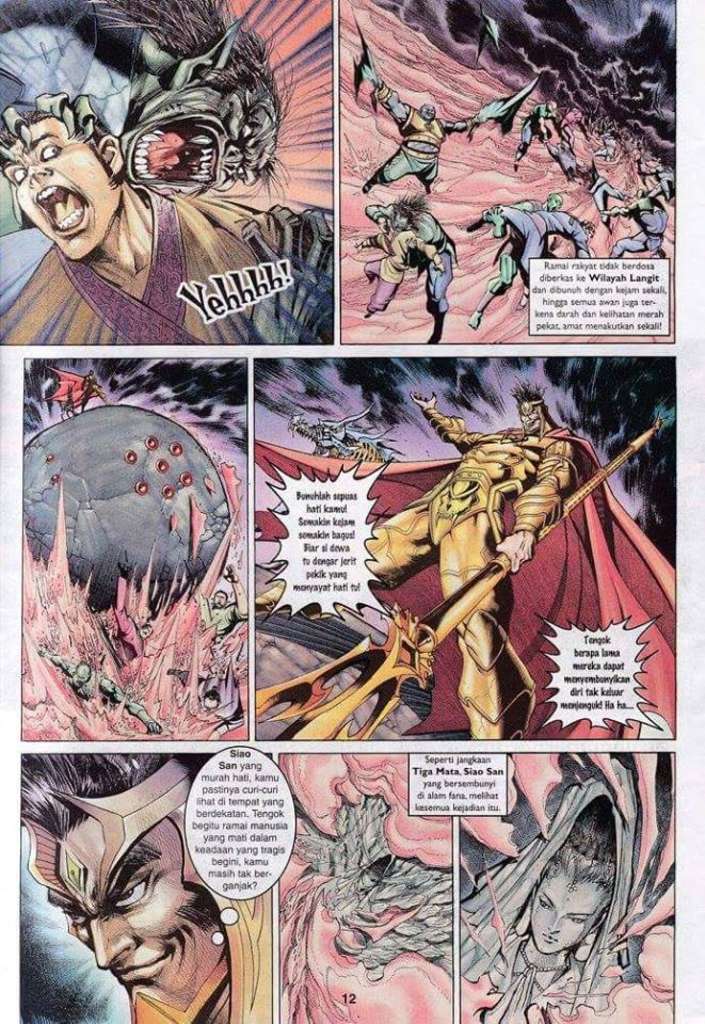 Yehhhh!
Ramai rakyat tidak berdosa
diberkas ke Wilayah Langit
dan dibunuh dengan kejam sekali,
hingga semua awan juga ter-
kena darah dan kelihatan merah
pekat, amat menakutkan sekali!
Bunuhlah sepuas
hati kamu!
Semakin kejam
semakin bagus!
Biar si dewa
tu dengar jerit
pekik yang
menyayat hati tu!
Tengok
berapa lama
mereka dapat
menyembunyikan
diri tak keluar
menjenguk! Ha ha...
Siao
San yang
murah hati, kamu
pastinya curi-curi
lihat di tempat yang
berdekatan. Tengok
begitu ramai manusia
yang mati dalam
keadaan yang tragis
begini, kamu
masih tak ber-
ganjak?
Seperti jangkaan
Tiga Mata, Siao San
yang bersembunyi
di alam fana, melihat
kesemua kejadian itu.
12